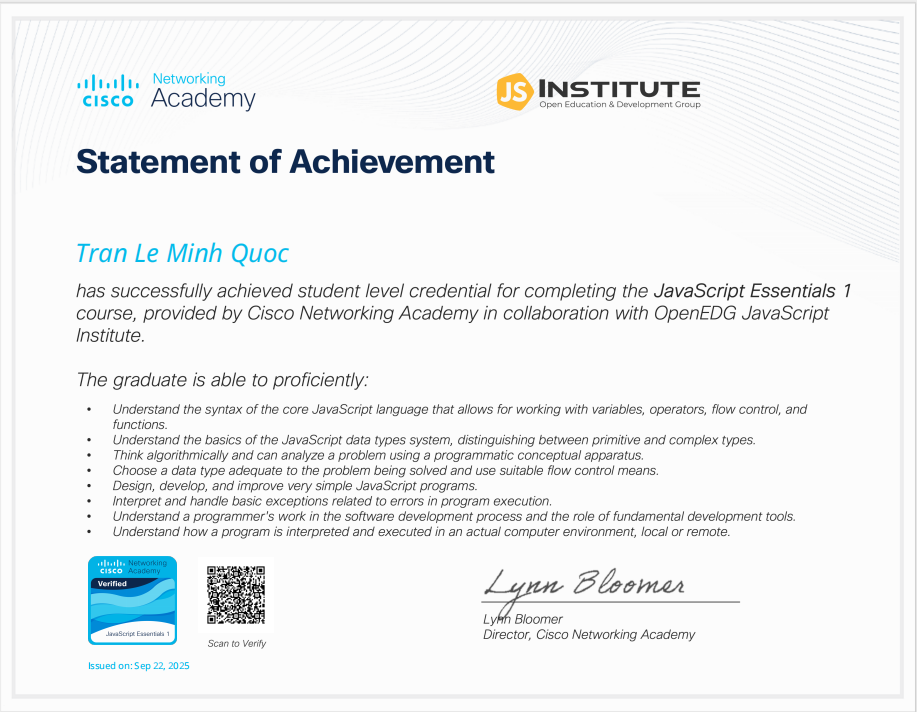 CISCO
Networking
Academy
JS INSTITUTE
Open Education & Development Group
Statement of Achievement
Tran Le Minh Quoc
has successfully achieved student level credential for completing the JavaScript Essentials 1
course, provided by Cisco Networking Academy in collaboration with OpenEDG JavaScript
Institute.
The graduate is able to proficiently:
• Understand the syntax of the core JavaScript language that allows for working with variables, operators, flow control, and
functions.
• Understand the basics of the JavaScript data types system, distinguishing between primitive and complex types.
• Think algorithmically and can analyze a problem using a programmatic conceptual apparatus.
• Choose a data type adequate to the problem being solved and use suitable flow control means.
• Design, develop, and improve very simple JavaScript programs.
• Interpret and handle basic exceptions related to errors in program execution.
• Understand a programmer's work in the software development process and the role of fundamental development tools.
• Understand how a program is interpreted and executed in an actual computer environment, local or remote.
CISCO
Networking
Academy
Verified
JavaScript Essentials 1
Scan to Verify
Issued on: Sep 22, 2025
Lynn Bloomer
Lynn Bloomer
Director, Cisco Networking Academy